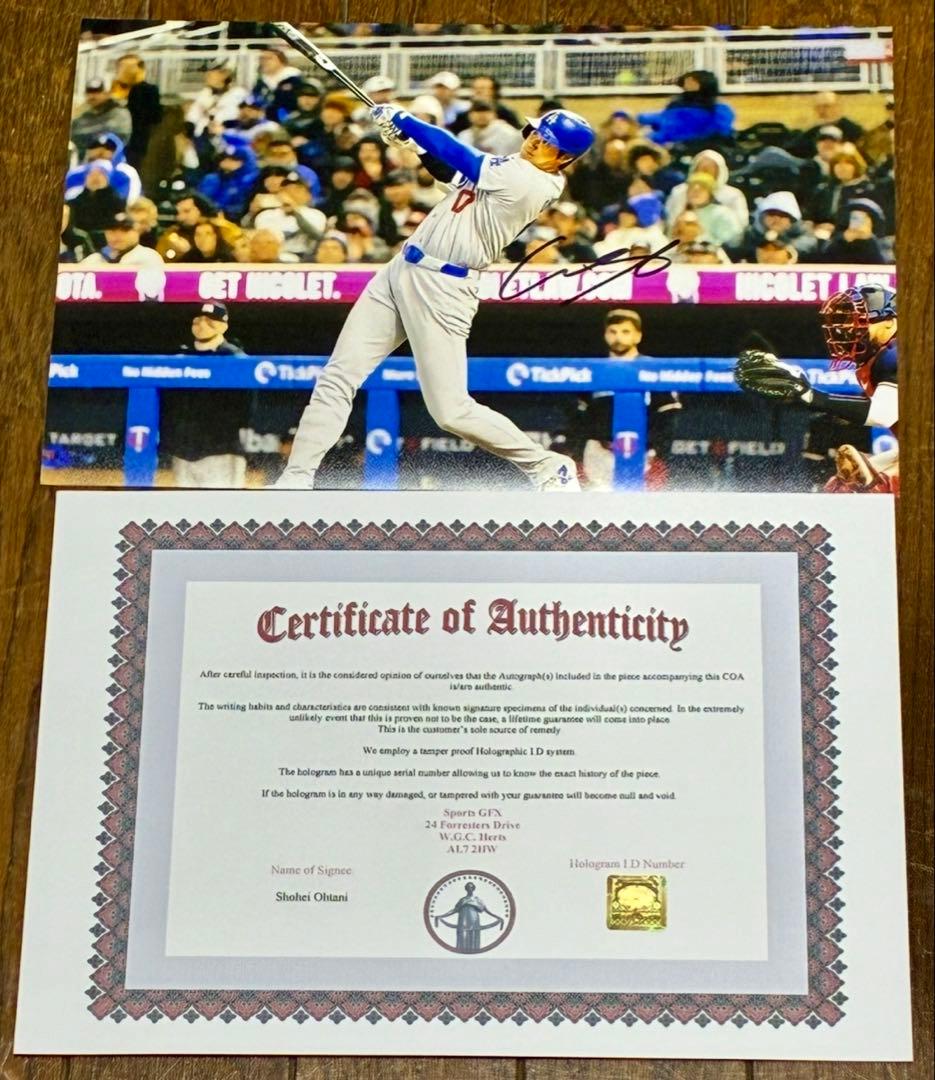 OTA.
GET NICOLET.
NICOLET LAW
Pick
No Hidden Fees
TickPick
TickPick
No Hidden Fees
TickPick
0
TARGET
FIELD
GET
FIELD
Certificate of Authenticity
After careful inspection, it is the considered opinion of ourselves that the Autograph(s) included in the piece accompanying this COA
is/are authentic.
The writing habits and characteristics are consistent with known signature specimens of the individual(s) concerned. In the extremely
unlikely event that this is proven not to be the case, a lifetime guarantee will come into place.
This is the customer's sole source of remedy
We employ a tamper proof Holographic I.D system.
The hologram has a unique serial number allowing us to know the exact history of the piece.
If the hologram is in any way damaged, or tampered with your guarantee will become null and void.
Sports GFX
24 Forresters Drive
W.G.C. Herts
AL7 2HW
Name of Signee
Hologram I.D Number
Shohei Ohtani